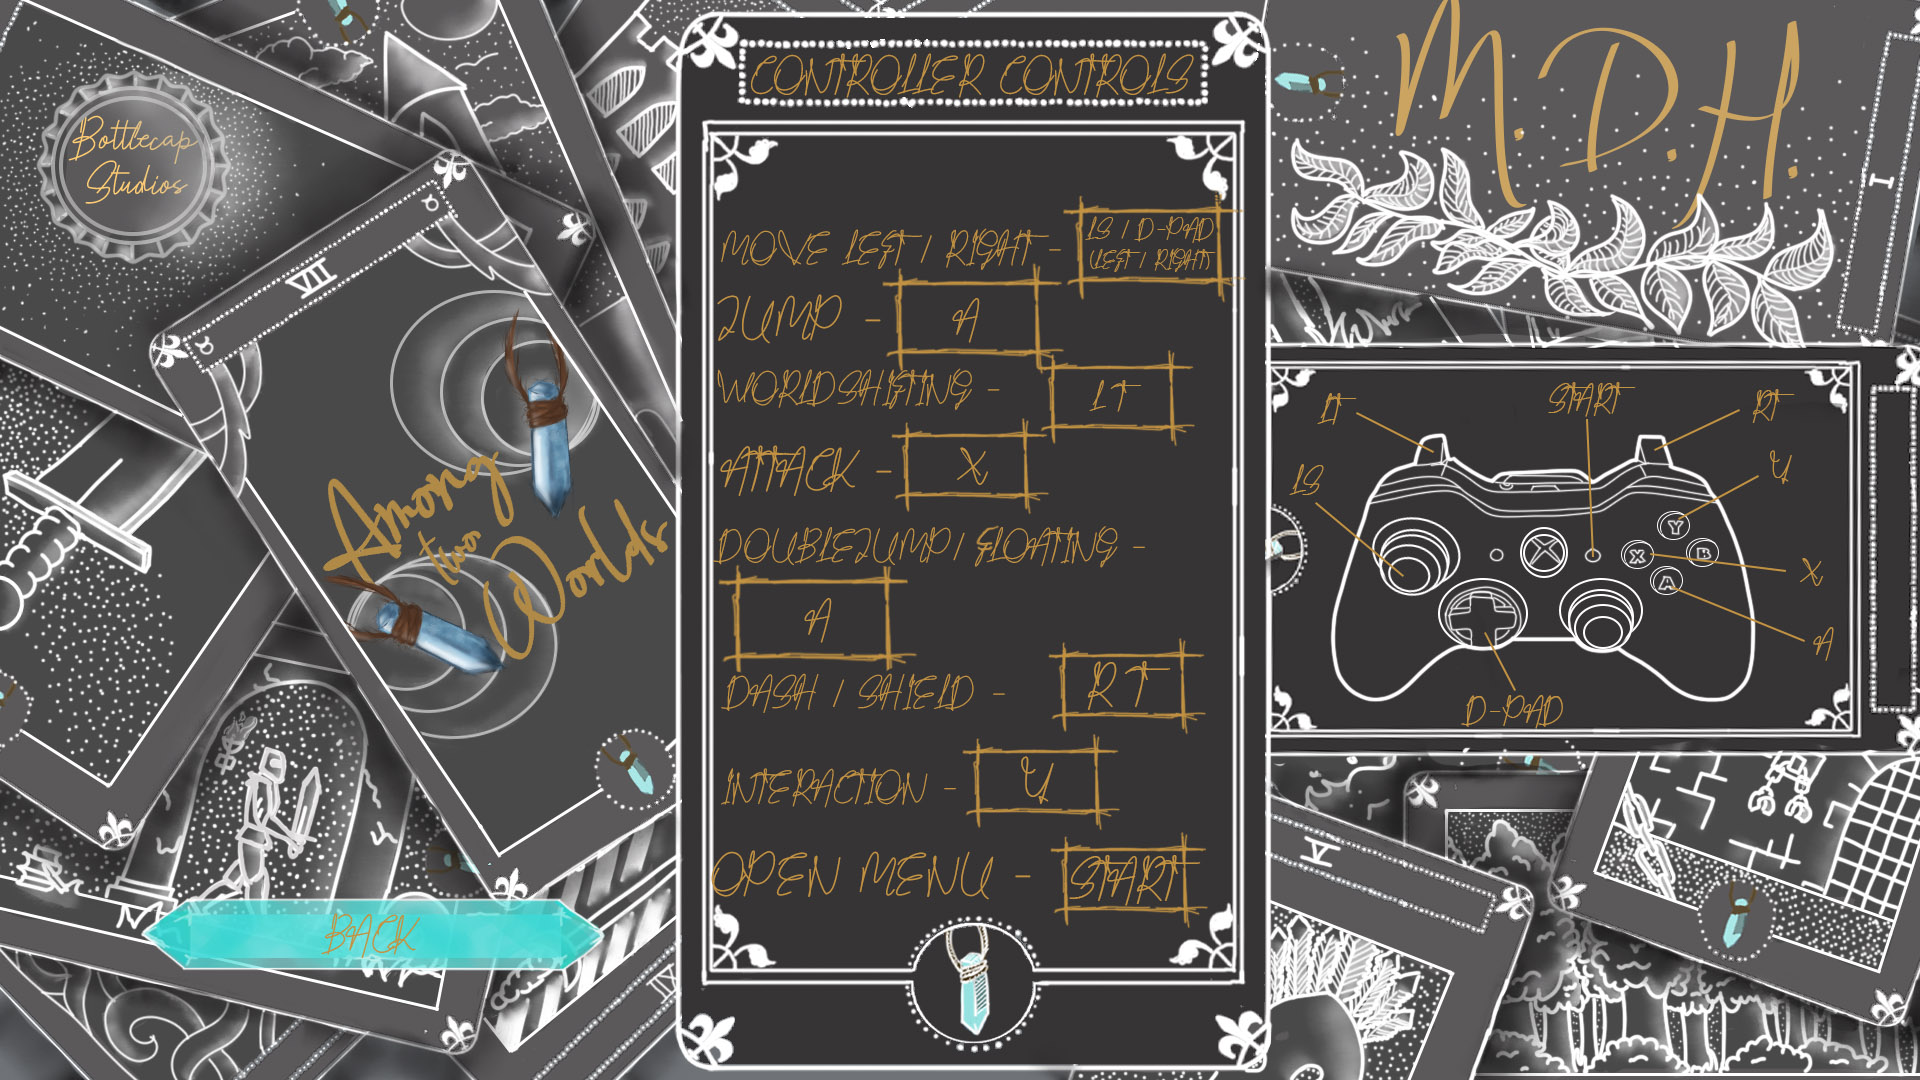 Bottlecap
Studios
VIII
Among
two
Worlds
BACK
CONTROLLER CONTROLS
MOVE LEFT / RIGHT - LS / D-PAD
(LEFT / RIGHT)
JUMP - A
WORLDSHIFTING - LT
ATTACK - X
DOUBLEJUMP / FLOATING -
A
DASH / SHIELD - RT
INTERACTION - Y
OPEN MENU - START
M.D.H.
I
LT
START
RT
LS
Y
Y
X
B
A
X
A
D-PAD
V